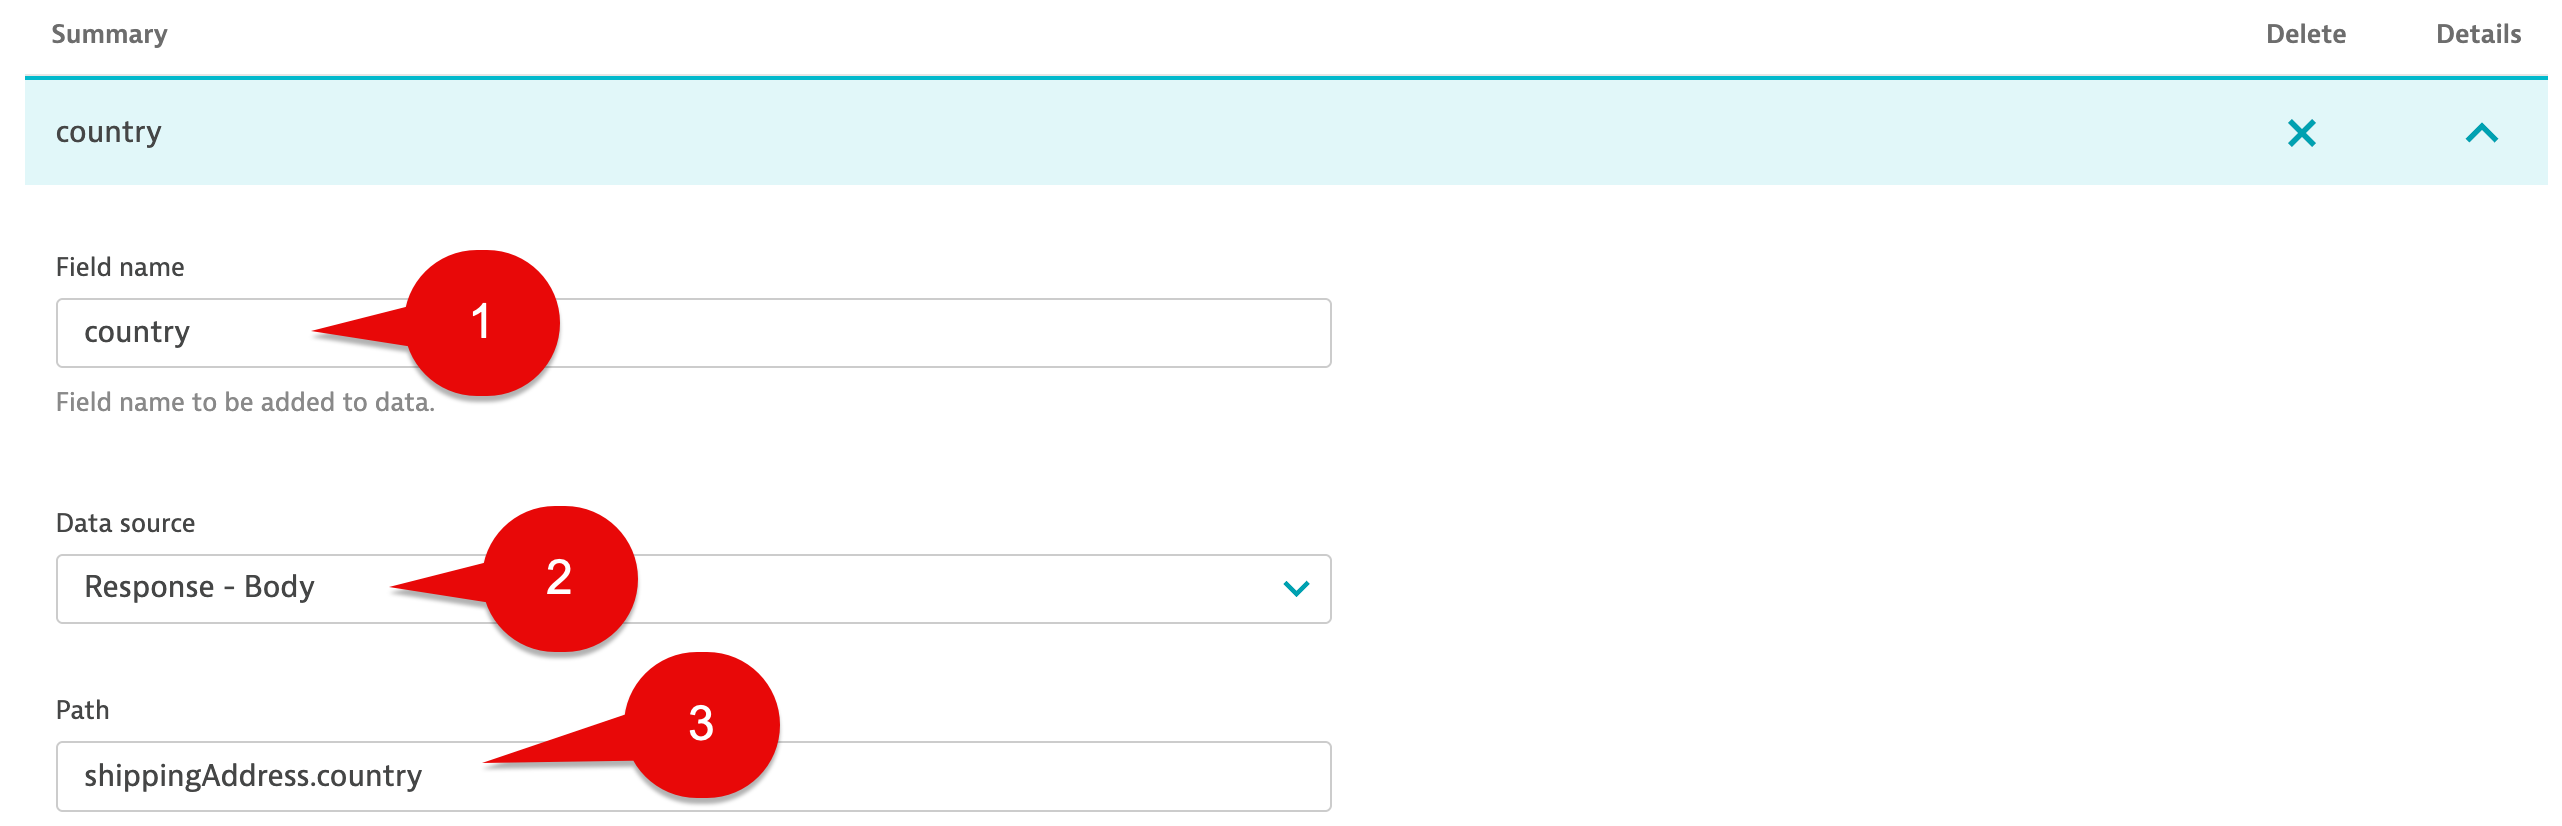 Summary Delete Details
country
Field name
country
1
Field name to be added to data.
Data source
Response - Body
2
Path
3
shippingAddress.country